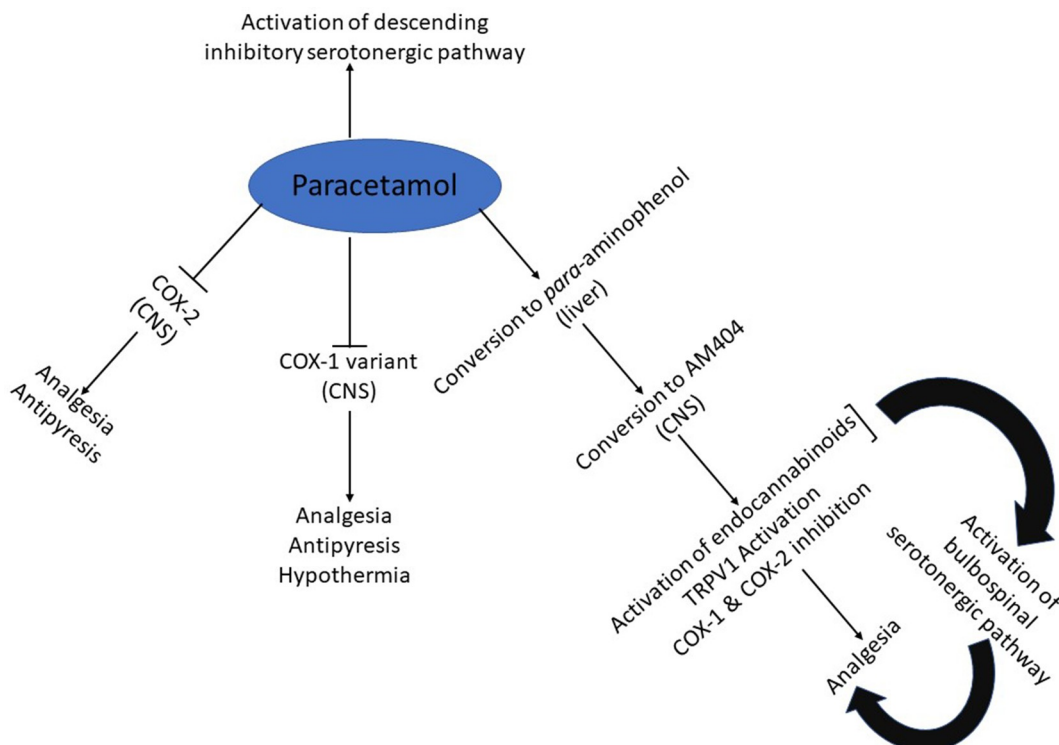 Activation of descending
inhibitory serotonergic pathway
Paracetamol
COX-2
(CNS)
Analgesia
Antipyresis
COX-1 variant
(CNS)
Analgesia
Antipyresis
Hypothermia
Conversion to para-aminophenol
(liver)
Conversion to AM404
(CNS)
Activation of endocannabinoids]
TRPV1 Activation
COX-1 & COX-2 inhibition
Analgesia
Activation of
bulbospinal
serotonergic pathway